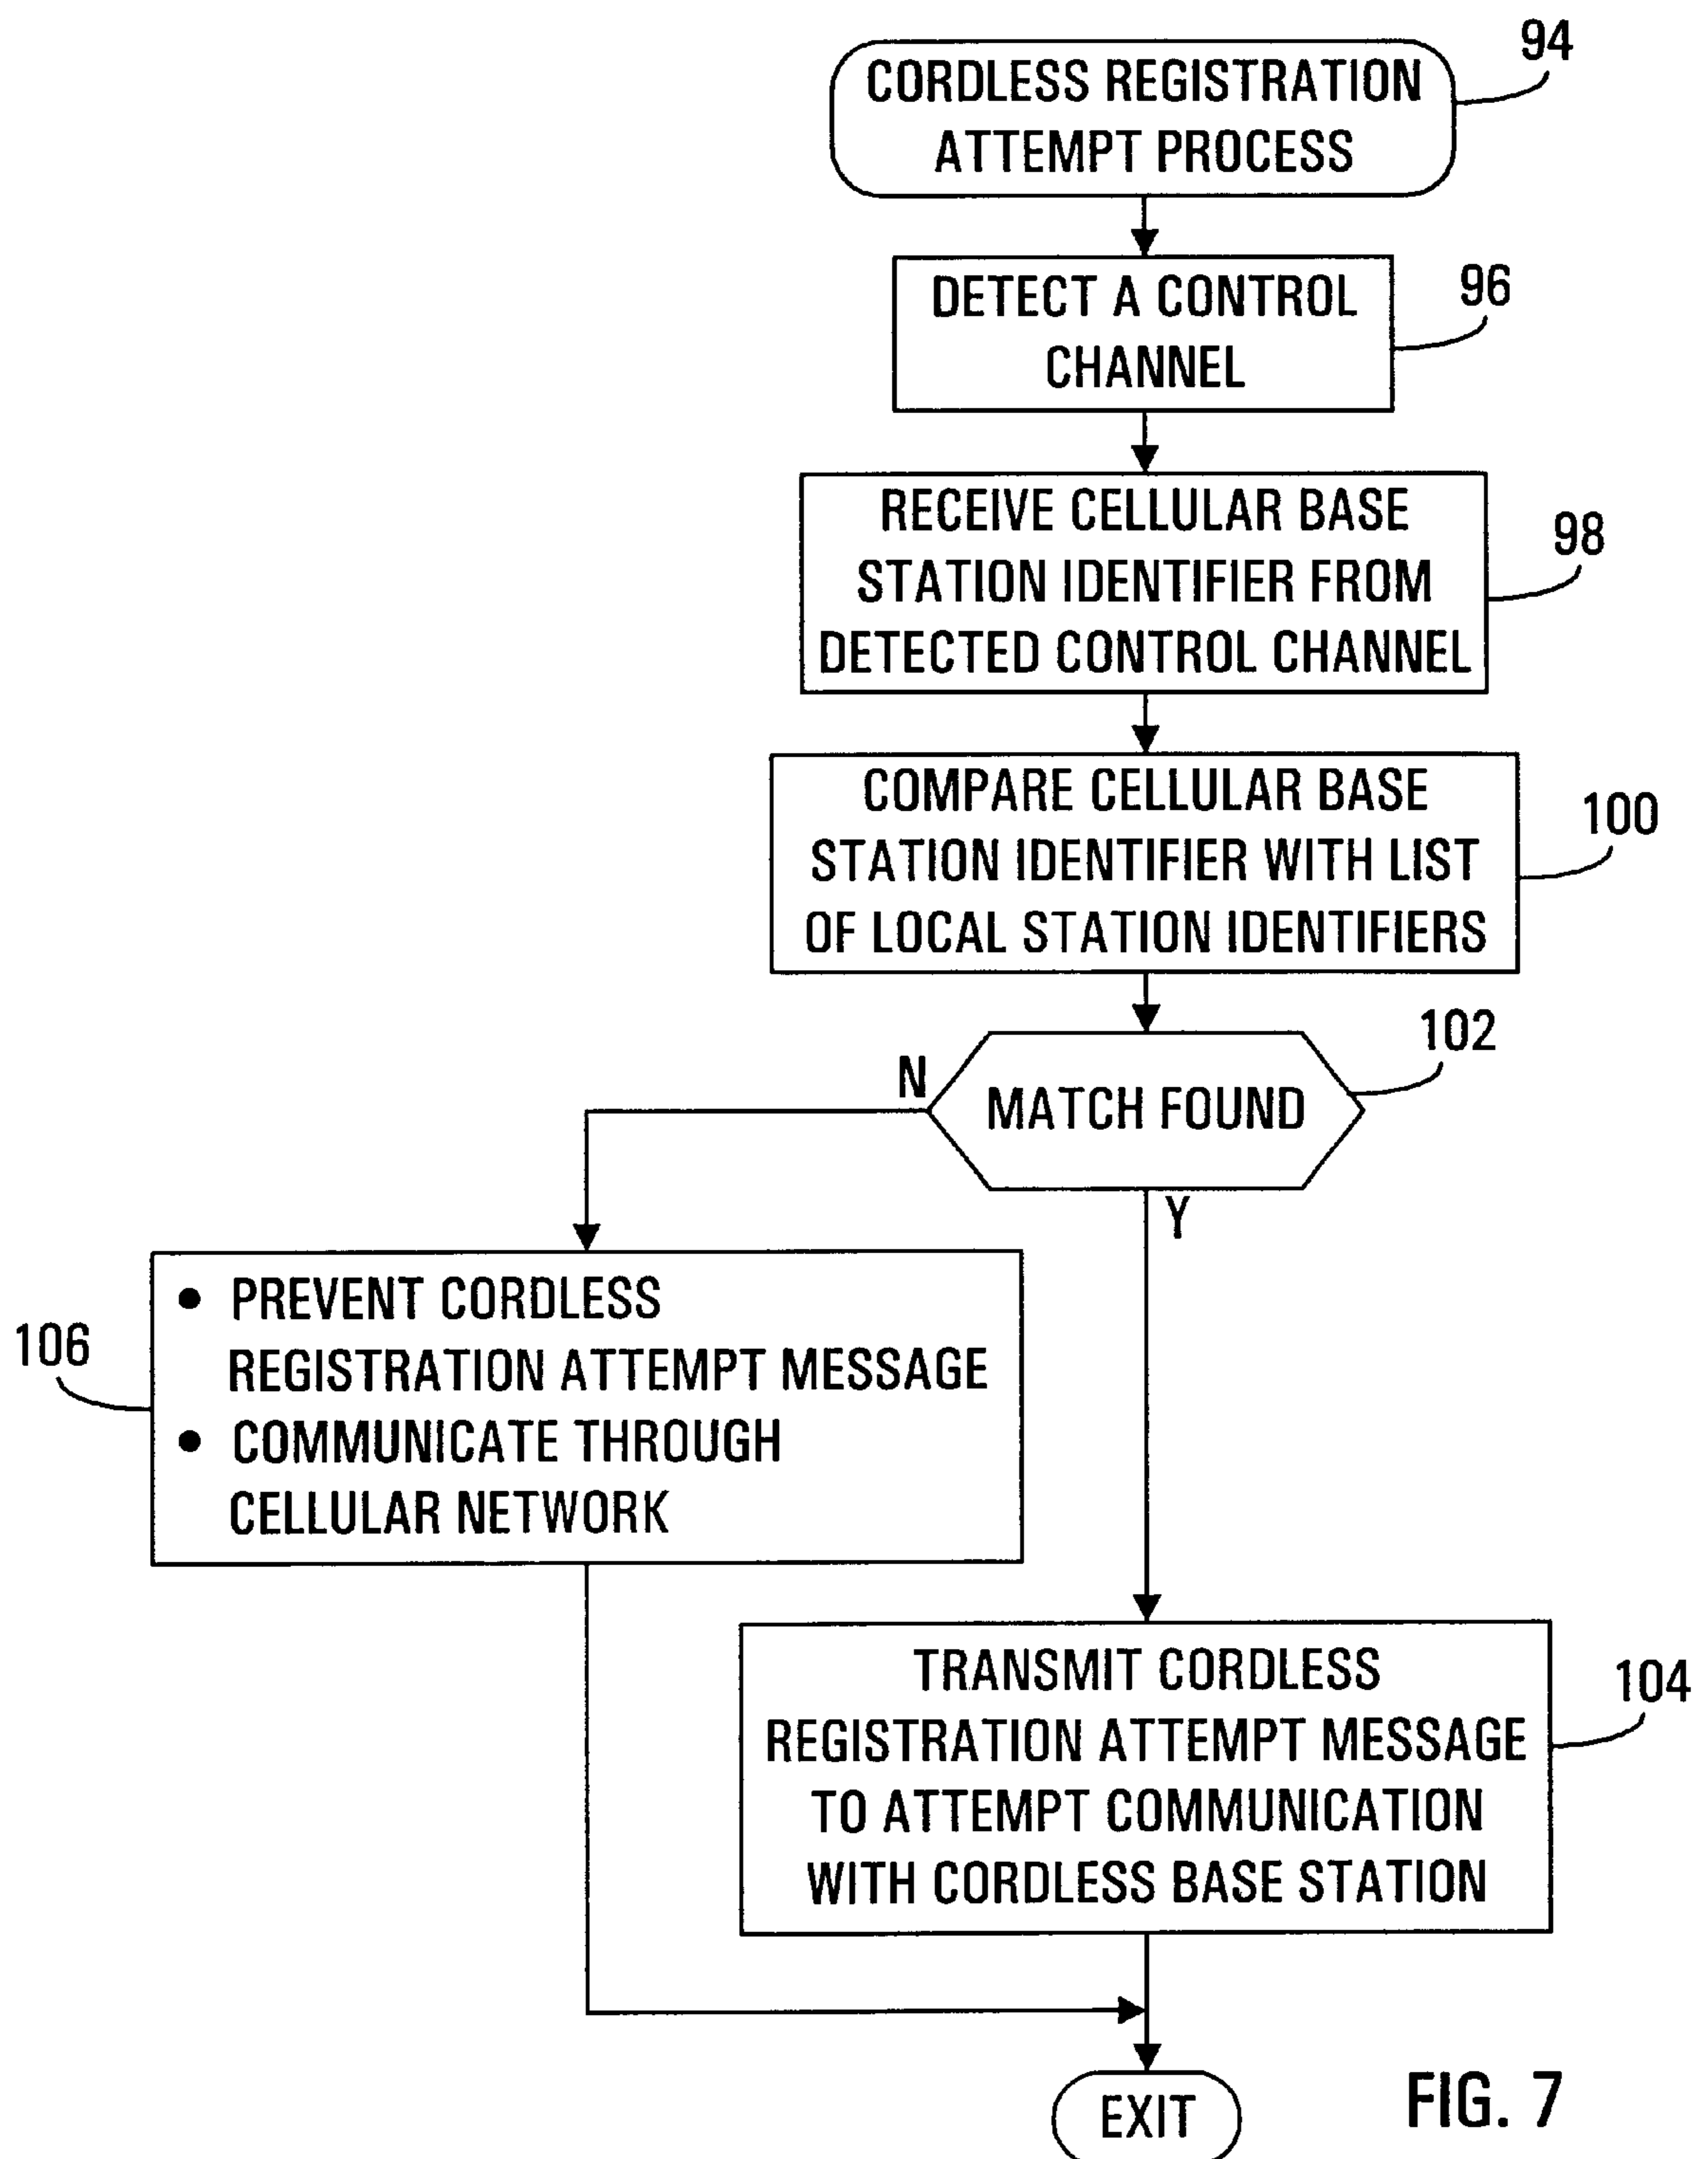 94
CORDLESS REGISTRATION
ATTEMPT PROCESS
96
DETECT A CONTROL
CHANNEL
98
RECEIVE CELLULAR BASE
STATION IDENTIFIER FROM
DETECTED CONTROL CHANNEL
100
COMPARE CELLULAR BASE
STATION IDENTIFIER WITH LIST
OF LOCAL STATION IDENTIFIERS
102
N
MATCH FOUND
Y
106
• PREVENT CORDLESS
REGISTRATION ATTEMPT MESSAGE
• COMMUNICATE THROUGH
CELLULAR NETWORK
104
TRANSMIT CORDLESS
REGISTRATION ATTEMPT MESSAGE
TO ATTEMPT COMMUNICATION
WITH CORDLESS BASE STATION
EXIT
FIG. 7